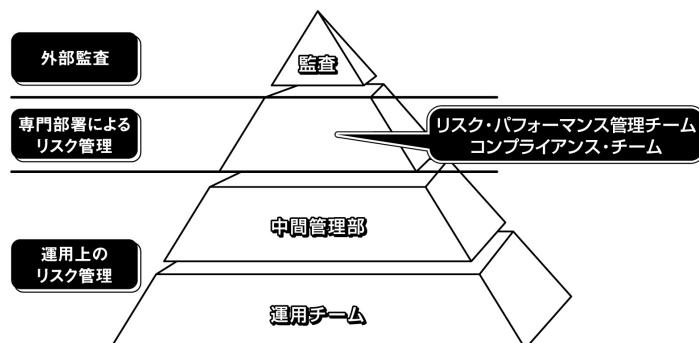 外部監査
監査
専門部署による
リスク管理
リスク・パフォーマンス管理チーム
コンプライアンス・チーム
中間管理部
運用上の
リスク管理
運用チーム